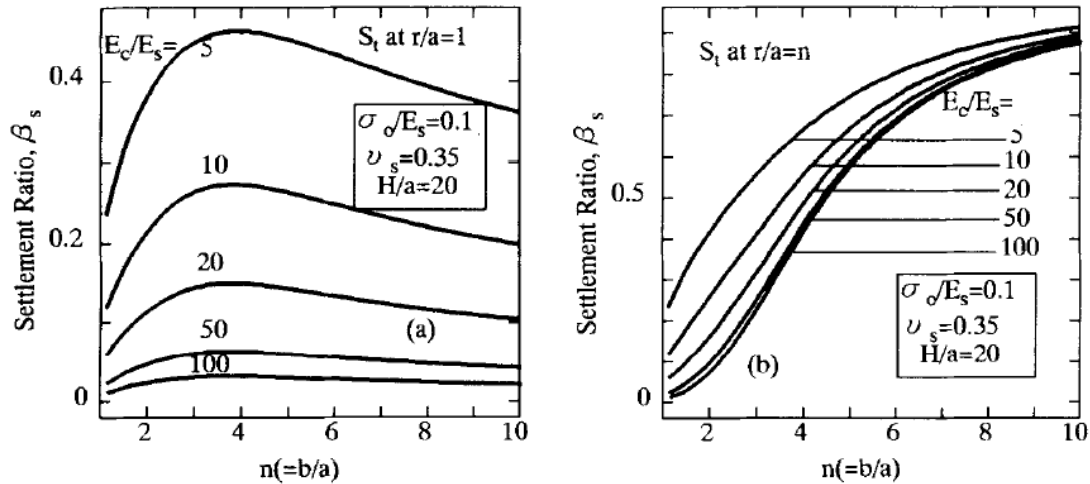 E_c/E_s= 5
S_t at r/a=1
0.4
σ_o/E_s=0.1
υ_s=0.35
H/a=20
10
0.2
20
(a)
50
100
0
2 4 6 8 10
n(=b/a)
Settlement Ratio, β_s
S_t at r/a=n
E_c/E_s=
5
10
0.5
20
50
100
σ_o/E_s=0.1
υ_s=0.35
H/a=20
(b)
0
2 4 6 8 10
n(=b/a)
Settlement Ratio, β_s